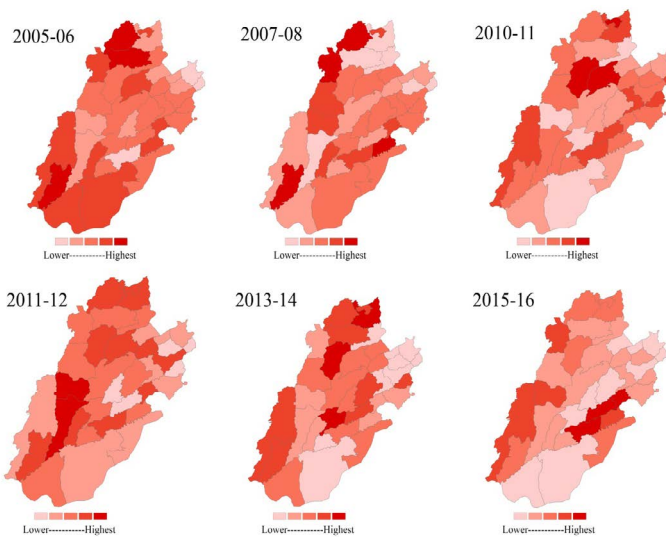 2005-06
2007-08
2010-11
Lower----------Highest
Lower----------Highest
Lower----------Highest
2011-12
2013-14
2015-16
Lower-----------Highest
Lower-----------Highest
Lower-----------Highest